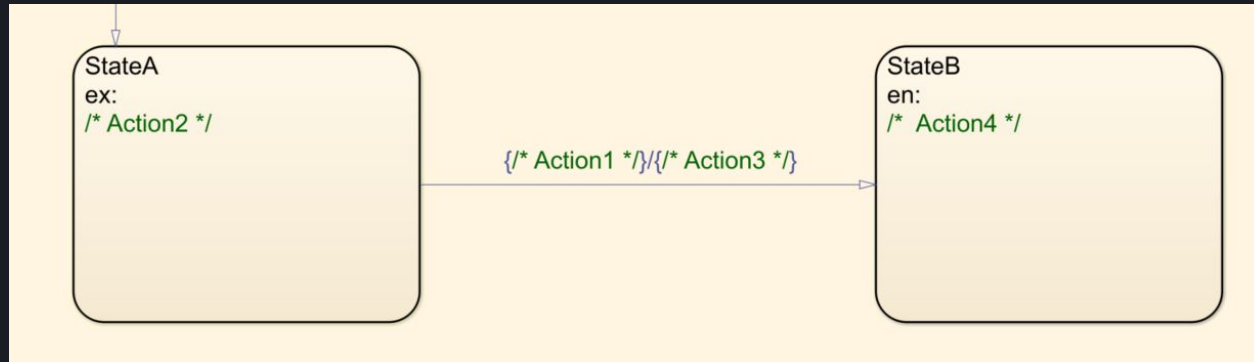 StateA
ex:
/* Action2 */
{/* Action1 */}/{/* Action3 */}
StateB
en:
/*  Action4 */